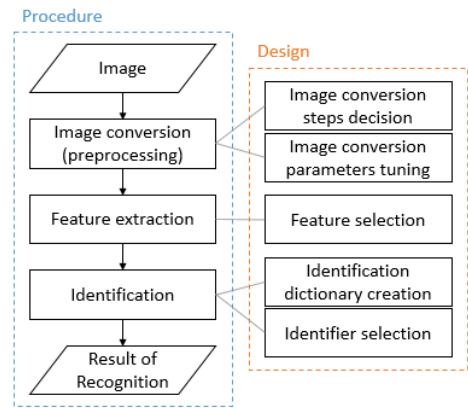 Procedure
Image
Image conversion
(preprocessing)
Feature extraction
Identification
Result of
Recognition
Design
Image conversion
steps decision
Image conversion
parameters tuning
Feature selection
Identification
dictionary creation
Identifier selection